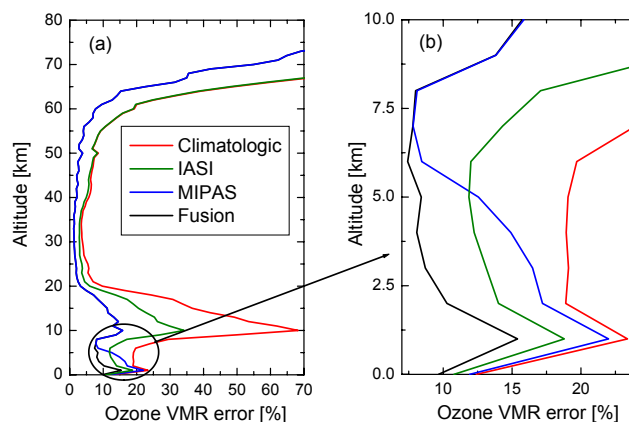 (a)
(b)
Altitude [km]
80
70
60
50
40
30
20
10
0
Climatologic
IASI
MIPAS
Fusion
0 10 20 30 40 50 60 70
Ozone VMR error [%]
Altitude [km]
10.0
7.5
5.0
2.5
0.0
10 15 20
Ozone VMR error [%]